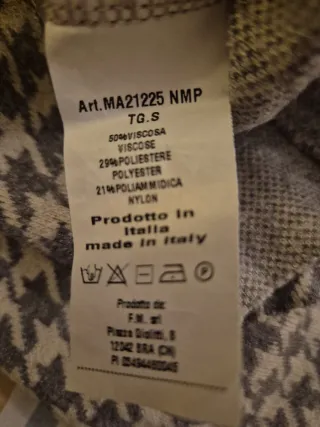 Art.MA21225 NMP
TG.S
50%VISCOSA
VISCOSE
29%POLIESTERE
POLYESTER
21%POLIAMMIDICA
NYLON
Prodotto in
Italia
made in italy
Prodotto da:
F.M. srl
Piazza Giolitti, 8
12042 BRA (CN)